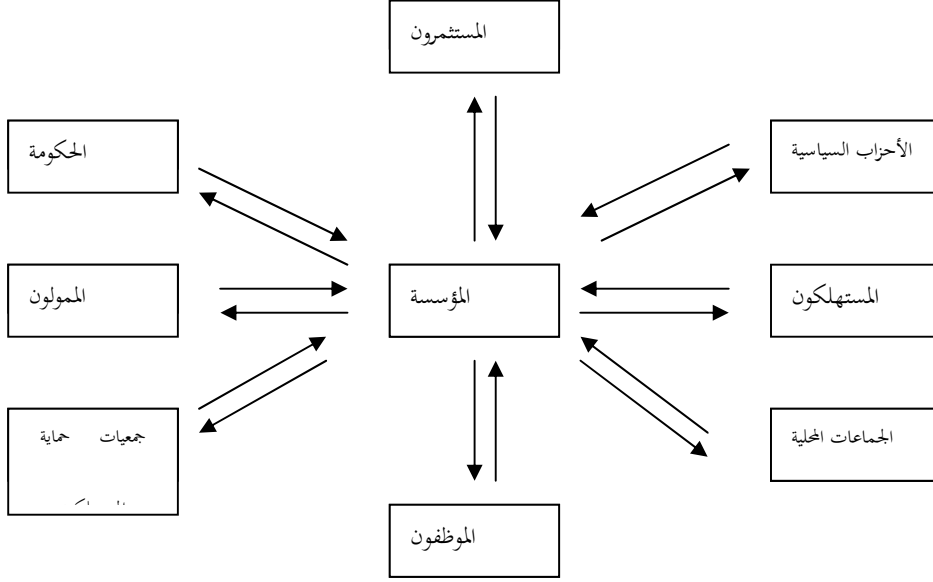 المستثمرون
الأحزاب السياسية
الحكومة
المستهلكون
المؤسسة
الممولون
الجماعات المحلية
جمعيات حماية
الموظفون